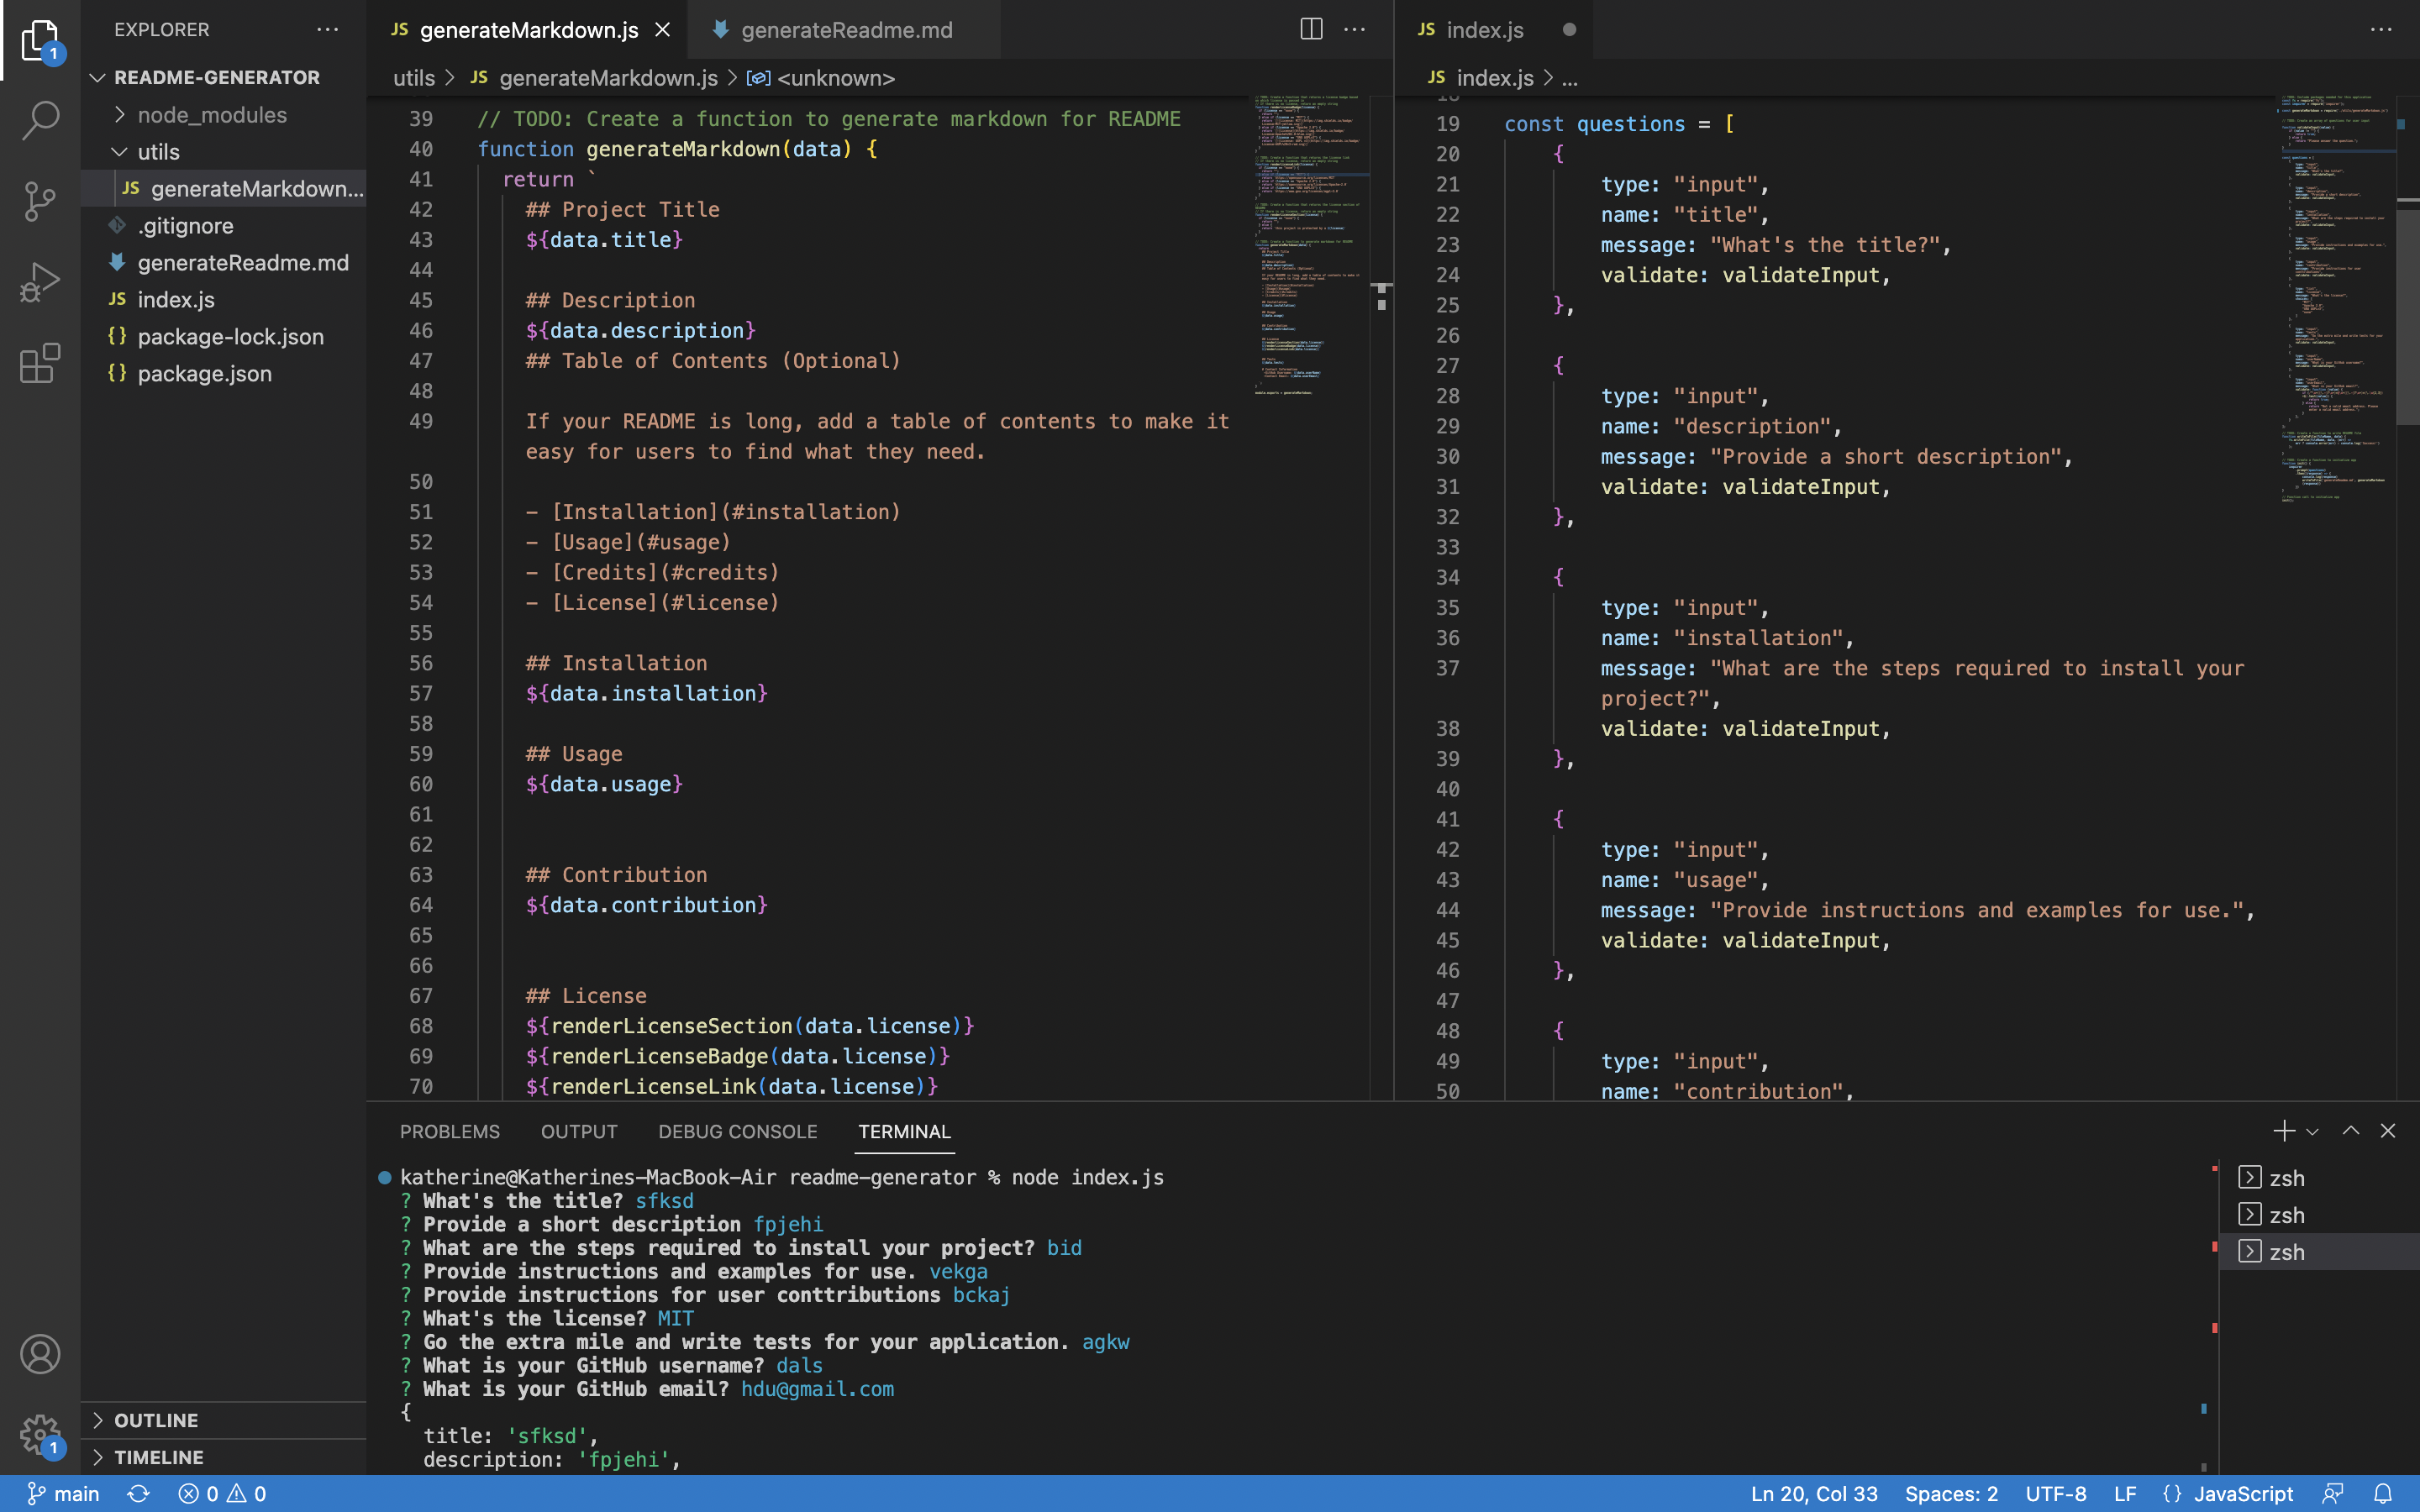 1
EXPLORER
README-GENERATOR
node_modules
utils
JS generateMarkdown...
.gitignore
generateReadme.md
JS index.js
{} package-lock.json
{} package.json
OUTLINE
TIMELINE
1
JS generateMarkdown.js
generateReadme.md
utils > JS generateMarkdown.js > <unknown>
39 // TODO: Create a function to generate markdown for README
40 function generateMarkdown(data) {
41 return `
42 ## Project Title
43 ${data.title}
44
45 ## Description
46 ${data.description}
47 ## Table of Contents (Optional)
48
49 If your README is long, add a table of contents to make it
easy for users to find what they need.
50
51 - [Installation](#installation)
52 - [Usage](#usage)
53 - [Credits](#credits)
54 - [License](#license)
55
56 ## Installation
57 ${data.installation}
58
59 ## Usage
60 ${data.usage}
61
62
63 ## Contribution
64 ${data.contribution}
65
66
67 ## License
68 ${renderLicenseSection(data.license)}
69 ${renderLicenseBadge(data.license)}
70 ${renderLicenseLink(data.license)}
JS index.js
JS index.js > ...
19 const questions = [
20 {
21 type: "input",
22 name: "title",
23 message: "What's the title?",
24 validate: validateInput,
25 },
26
27 {
28 type: "input",
29 name: "description",
30 message: "Provide a short description",
31 validate: validateInput,
32 },
33
34 {
35 type: "input",
36 name: "installation",
37 message: "What are the steps required to install your
project?",
38 validate: validateInput,
39 },
40
41 {
42 type: "input",
43 name: "usage",
44 message: "Provide instructions and examples for use.",
45 validate: validateInput,
46 },
47
48 {
49 type: "input",
50 name: "contribution",
PROBLEMS OUTPUT DEBUG CONSOLE TERMINAL
katherine@Katherines-MacBook-Air readme-generator % node index.js
? What's the title? sfksd
? Provide a short description fpjehi
? What are the steps required to install your project? bid
? Provide instructions and examples for use. vekga
? Provide instructions for user conttributions bckaj
? What's the license? MIT
? Go the extra mile and write tests for your application. agkw
? What is your GitHub username? dals
? What is your GitHub email? hdu@gmail.com
{
title: 'sfksd',
description: 'fpjehi',
zsh
zsh
zsh
main 0 0 Ln 20, Col 33 Spaces: 2 UTF-8 LF {} JavaScript